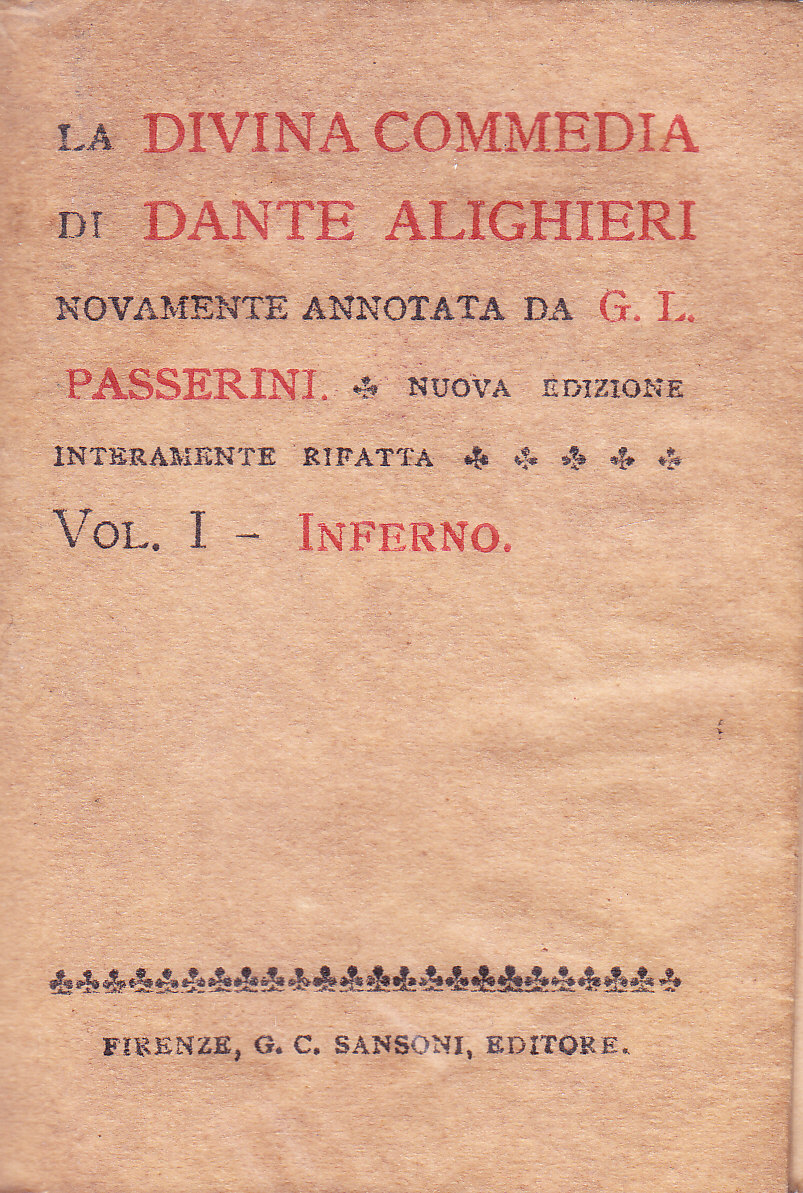 LA DIVINA COMMEDIA
DI DANTE ALIGHIERI
NOVAMENTE ANNOTATA DA G. L.
PASSERINI. ♣ NUOVA EDIZIONE
INTERAMENTE RIFATTA ♣ ♣ ♣ ♣ ♣
VOL. I - INFERNO.
FIRENZE, G. C. SANSONI, EDITORE.